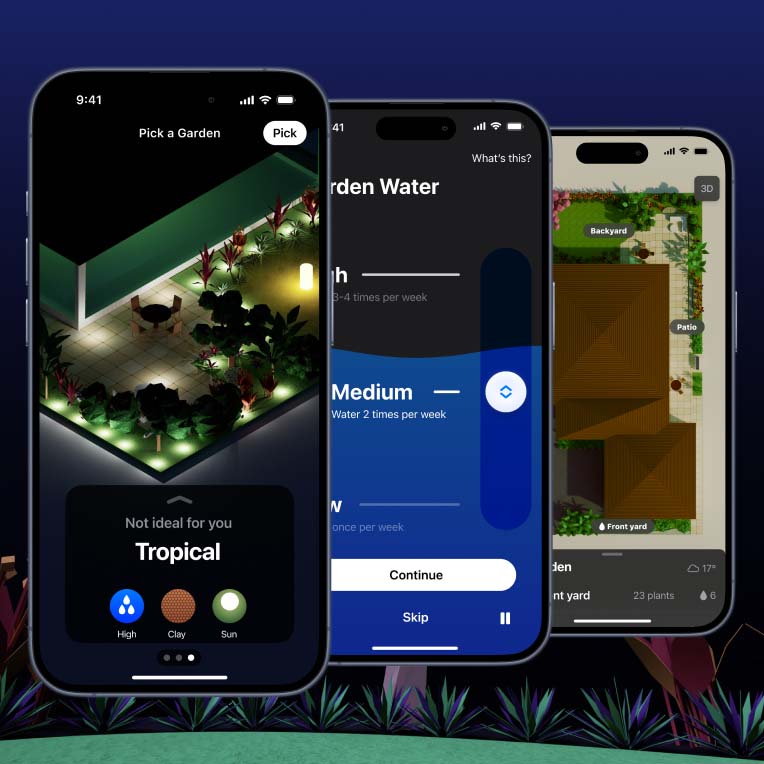 9:41
Pick a Garden
Pick
Not ideal for you
Tropical
High
Clay
Sun
41
What's this?
rden Water
gh
3-4 times per week
Medium
Water 2 times per week
w
once per week
Continue
Skip
3D
Backyard
Patio
Front yard
den
17°
nt yard
23 plants
6